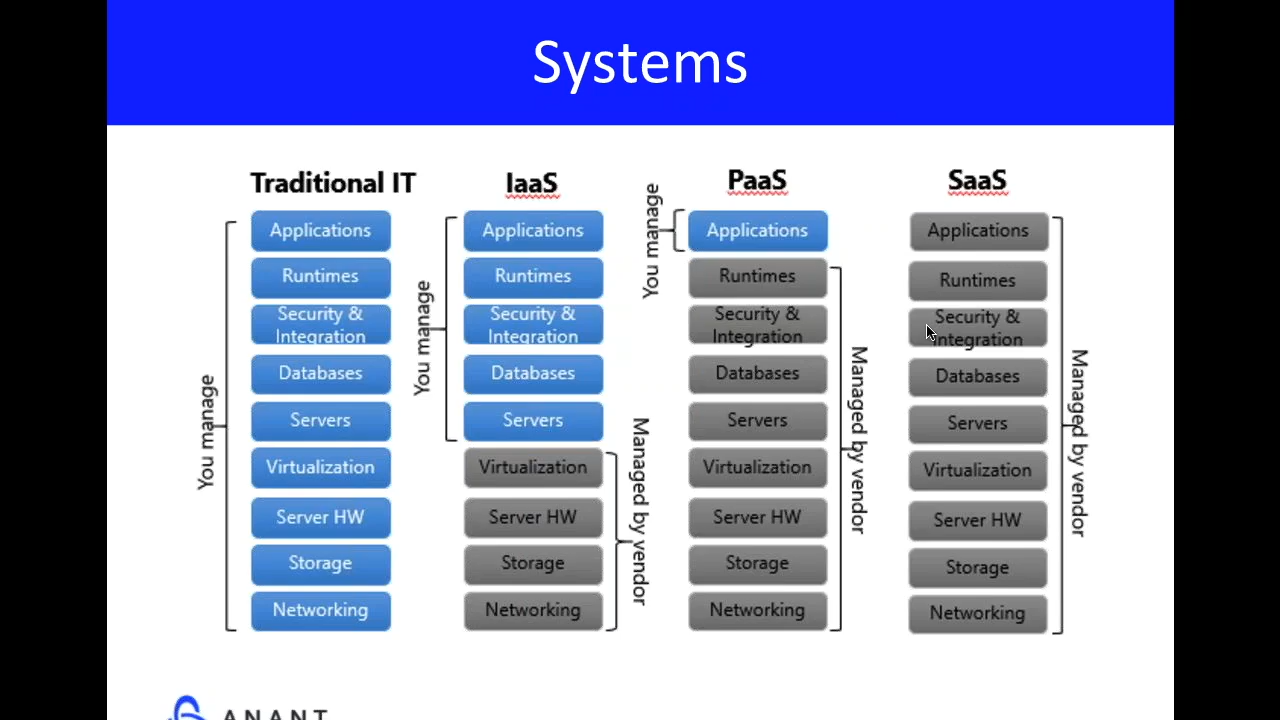 Systems
Traditional IT
Applications
Runtimes
Security &
Integration
Databases
Servers
Virtualization
Server HW
Storage
Networking
You manage
IaaS
Applications
Runtimes
Security &
Integration
Databases
Servers
Virtualization
Server HW
Storage
Networking
You manage
Managed by vendor
PaaS
Applications
Runtimes
Security &
Integration
Databases
Servers
Virtualization
Server HW
Storage
Networking
You manage
Managed by vendor
SaaS
Applications
Runtimes
Security &
Integration
Databases
Servers
Virtualization
Server HW
Storage
Networking
Managed by vendor
ANANT